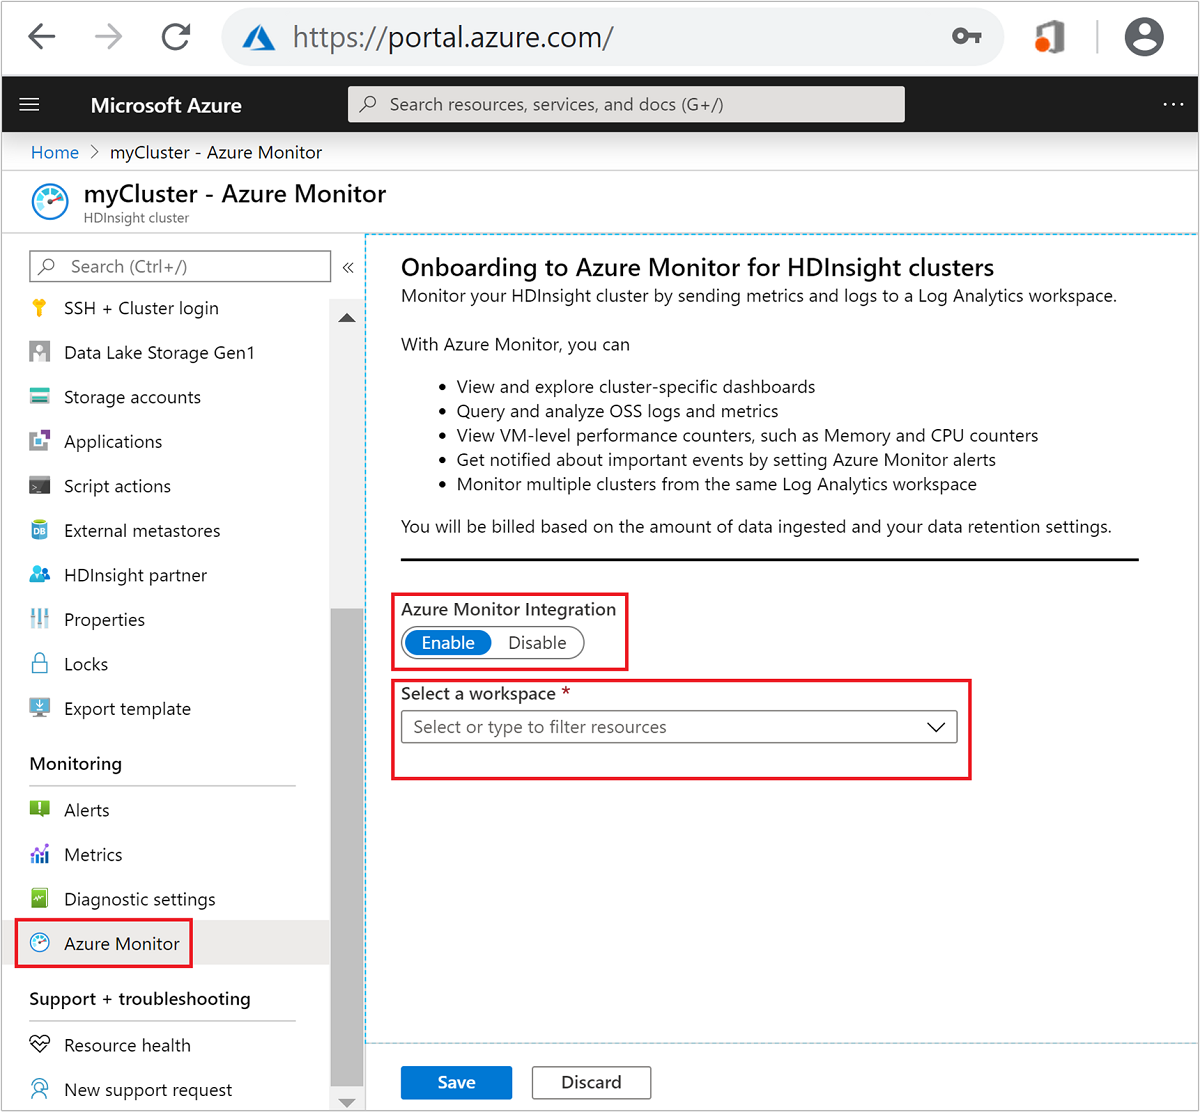 https://portal.azure.com/
Microsoft Azure
Search resources, services, and docs (G+/)
Home > myCluster - Azure Monitor
myCluster - Azure Monitor
HDInsight cluster
Search (Ctrl+/)
SSH + Cluster login
Data Lake Storage Gen1
Storage accounts
Applications
Script actions
External metastores
HDInsight partner
Properties
Locks
Export template
Monitoring
Alerts
Metrics
Diagnostic settings
Azure Monitor
Support + troubleshooting
Resource health
New support request
Onboarding to Azure Monitor for HDInsight clusters
Monitor your HDInsight cluster by sending metrics and logs to a Log Analytics workspace.
With Azure Monitor, you can
• View and explore cluster-specific dashboards
• Query and analyze OSS logs and metrics
• View VM-level performance counters, such as Memory and CPU counters
• Get notified about important events by setting Azure Monitor alerts
• Monitor multiple clusters from the same Log Analytics workspace
You will be billed based on the amount of data ingested and your data retention settings.
Azure Monitor Integration
Enable Disable
Select a workspace *
Select or type to filter resources
Save Discard